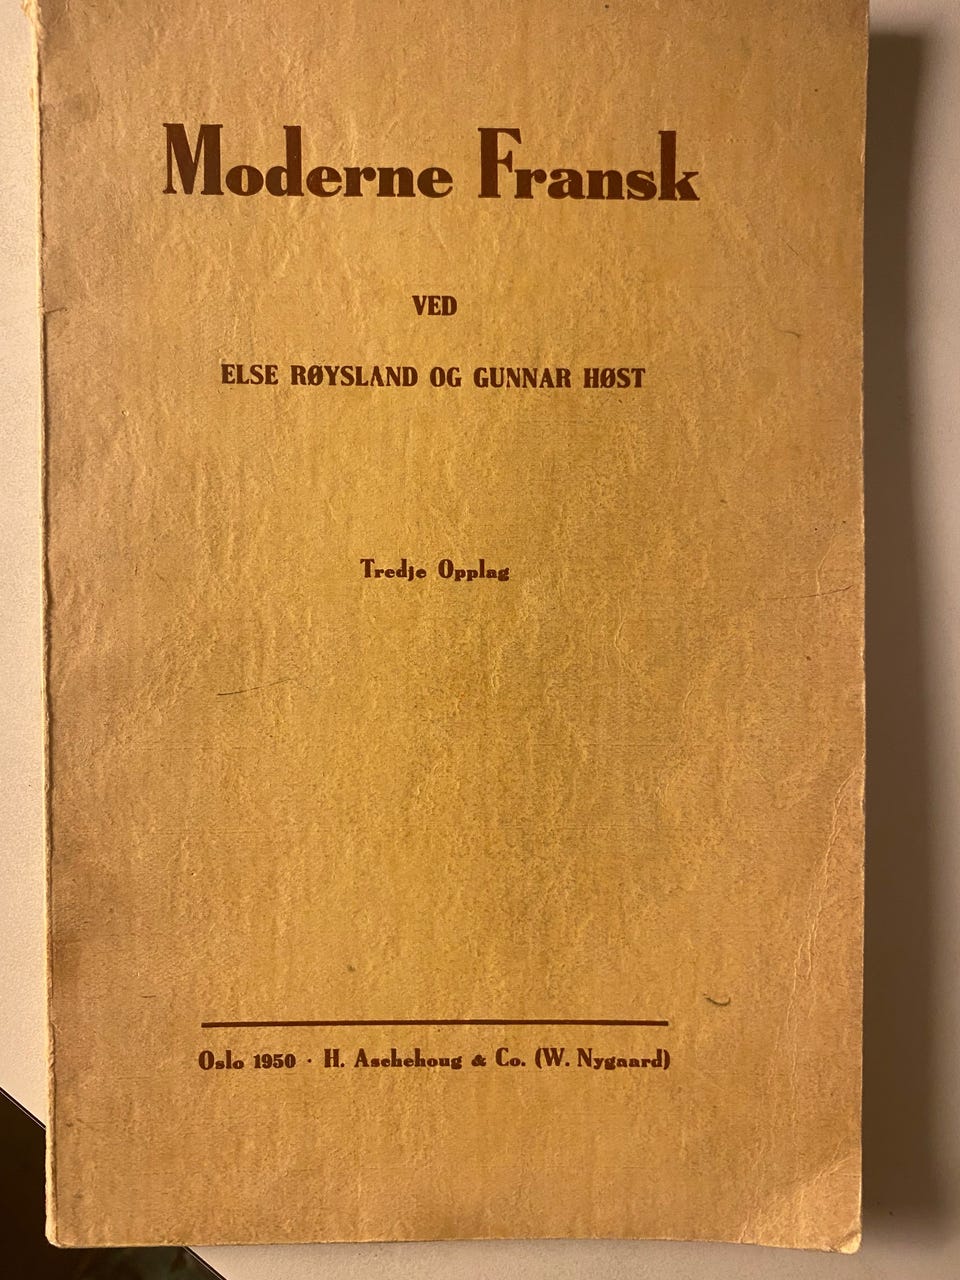 Moderne Fransk
VED
ELSE RØYSLAND OG GUNNAR HØST
Tredje Opplag
Oslo 1950 · H. Aschehoug & Co. (W. Nygaard)